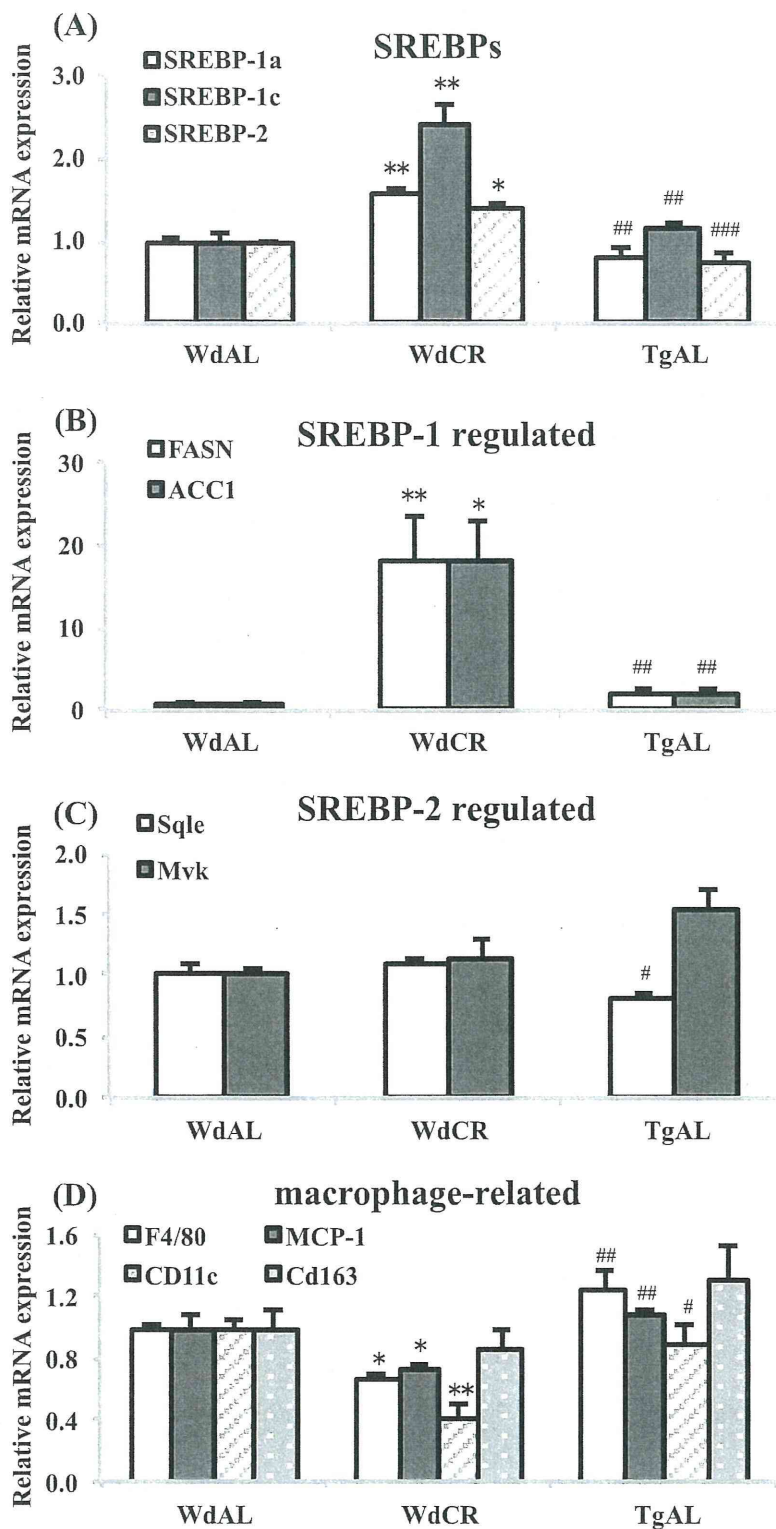 (A) SREBPs
SREBP-1a
SREBP-1c
SREBP-2
Relative mRNA expression
3.0
2.0
1.0
0.0
** ** *
## ## ###
WdAL WdCR TgAL
(B) SREBP-1 regulated
FASN
ACC1
Relative mRNA expression
30
20
10
0
** *
## ##
WdAL WdCR TgAL
(C) SREBP-2 regulated
Sqle
Mvk
Relative mRNA expression
2.0
1.5
1.0
0.5
0.0
#
WdAL WdCR TgAL
(D) macrophage-related
F4/80 MCP-1
CD11c Cd163
Relative mRNA expression
1.6
1.2
0.8
0.4
0.0
* * **
## ## #
WdAL WdCR TgAL